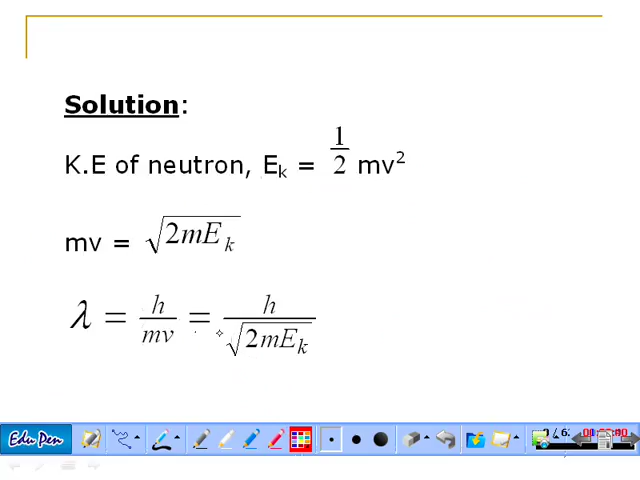 Solution:
K.E of neutron, Eₖ = 1/2 mv²
mv = √(2mEₖ)
λ = h/mv = h/√(2mEₖ)
Edu Pen